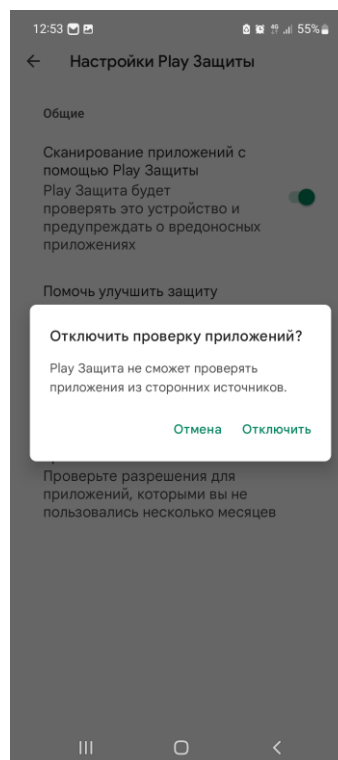 12:53 55%
Настройки Play Защиты
Общие
Сканирование приложений с
помощью Play Защиты
Play Защита будет
проверять это устройство и
предупреждать о вредоносных
приложениях
Помочь улучшить защиту
Отключить проверку приложений?
Play Защита не сможет проверять
приложения из сторонних источников.
Отмена Отключить
Проверьте разрешения для
приложений, которыми вы не
пользовались несколько месяцев